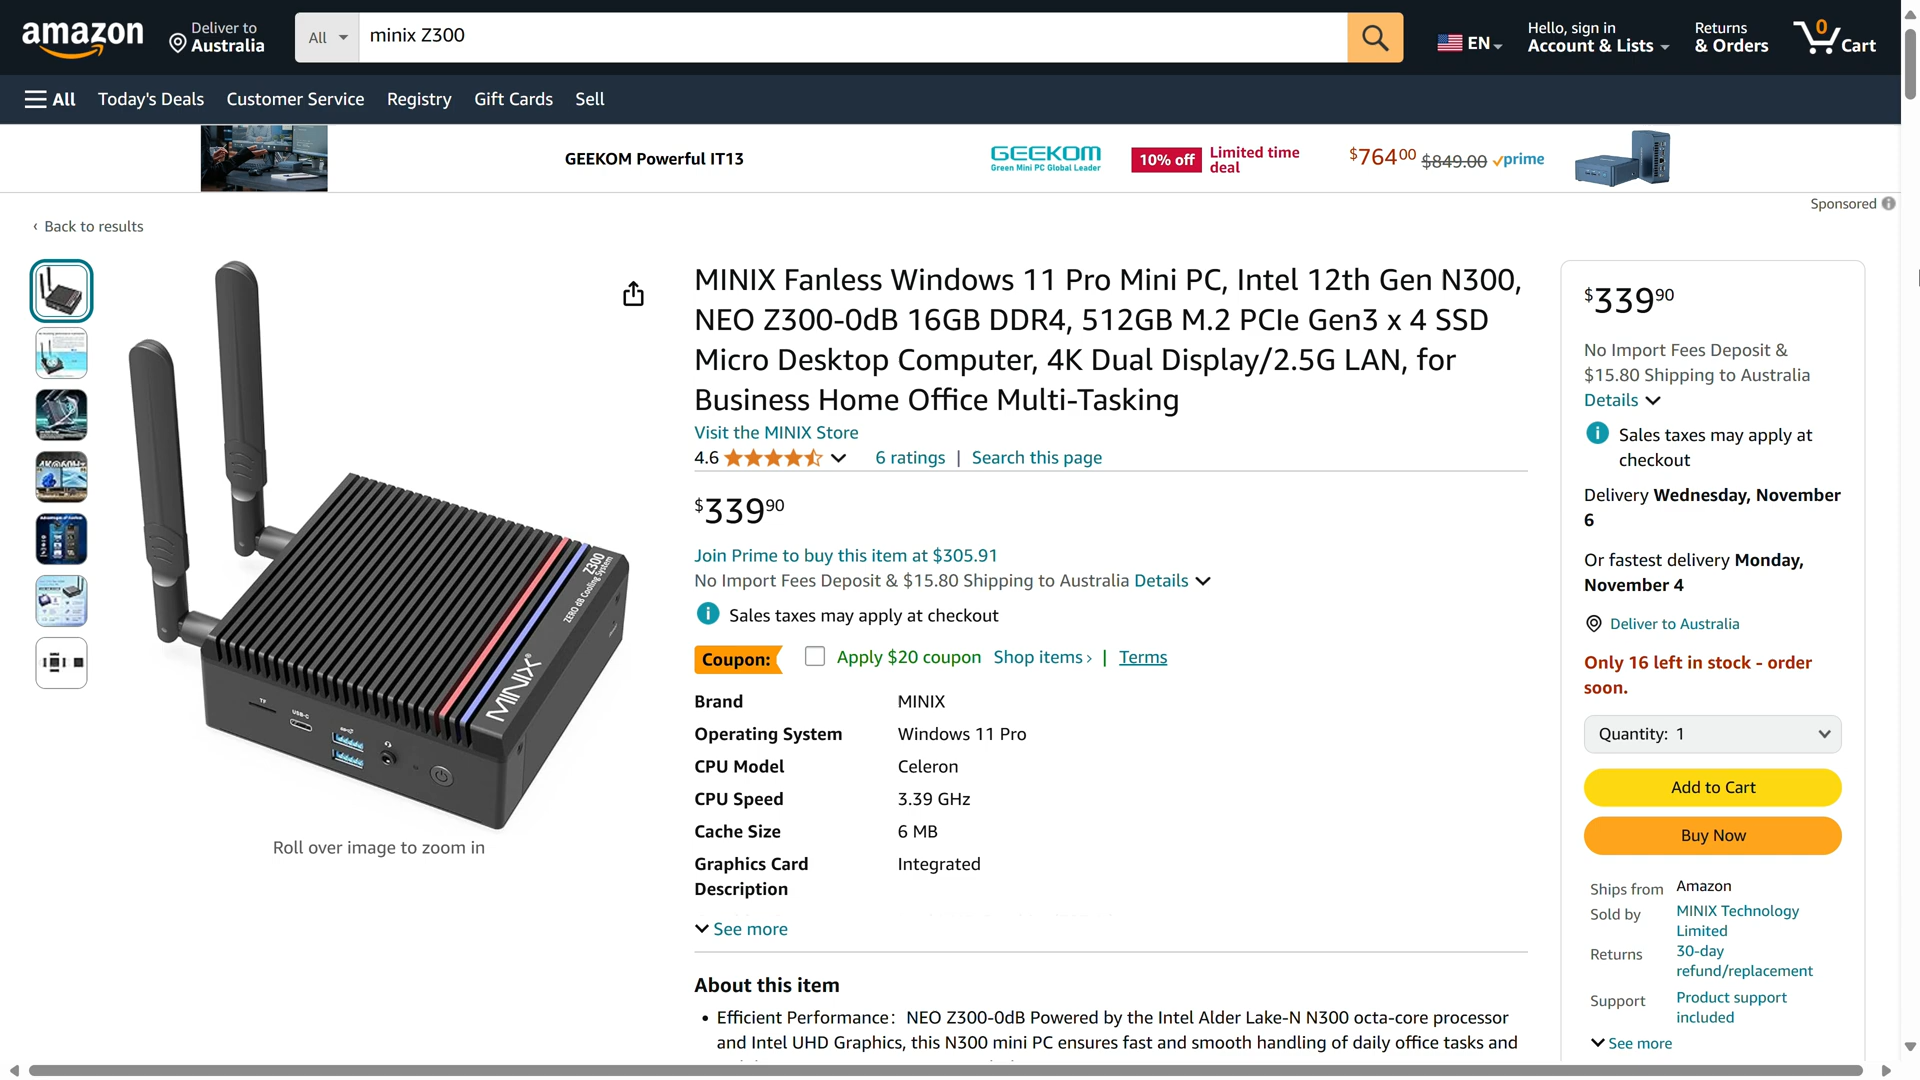 amazon
Deliver to
Australia
All
minix Z300
EN
Hello, sign in
Account & Lists
Returns
& Orders
0
Cart
All
Today's Deals
Customer Service
Registry
Gift Cards
Sell
GEEKOM Powerful IT13
GEEKOM
Green Mini PC Global Leader
10% off
Limited time
deal
$76400 $849.00 prime
Sponsored
‹ Back to results
MINIX Fanless Windows 11 Pro Mini PC, Intel 12th Gen N300,
NEO Z300-0dB 16GB DDR4, 512GB M.2 PCIe Gen3 x 4 SSD
Micro Desktop Computer, 4K Dual Display/2.5G LAN, for
Business Home Office Multi-Tasking
Visit the MINIX Store
4.6
6 ratings | Search this page
$33990
Join Prime to buy this item at $305.91
No Import Fees Deposit & $15.80 Shipping to Australia Details
Sales taxes may apply at checkout
Coupon:
Apply $20 coupon Shop items › | Terms
Brand MINIX
Operating System Windows 11 Pro
CPU Model Celeron
CPU Speed 3.39 GHz
Cache Size 6 MB
Graphics Card Integrated
Description
See more
About this item
• Efficient Performance：NEO Z300-0dB Powered by the Intel Alder Lake-N N300 octa-core processor
and Intel UHD Graphics, this N300 mini PC ensures fast and smooth handling of daily office tasks and
Z300
ZERO dB Cooling System
MINIX®
TF
USB-C
Roll over image to zoom in
$33990
No Import Fees Deposit &
$15.80 Shipping to Australia
Details
Sales taxes may apply at
checkout
Delivery Wednesday, November
6
Or fastest delivery Monday,
November 4
Deliver to Australia
Only 16 left in stock - order
soon.
Quantity: 1
Add to Cart
Buy Now
Ships from Amazon
Sold by MINIX Technology
Limited
Returns 30-day
refund/replacement
Support Product support
included
See more